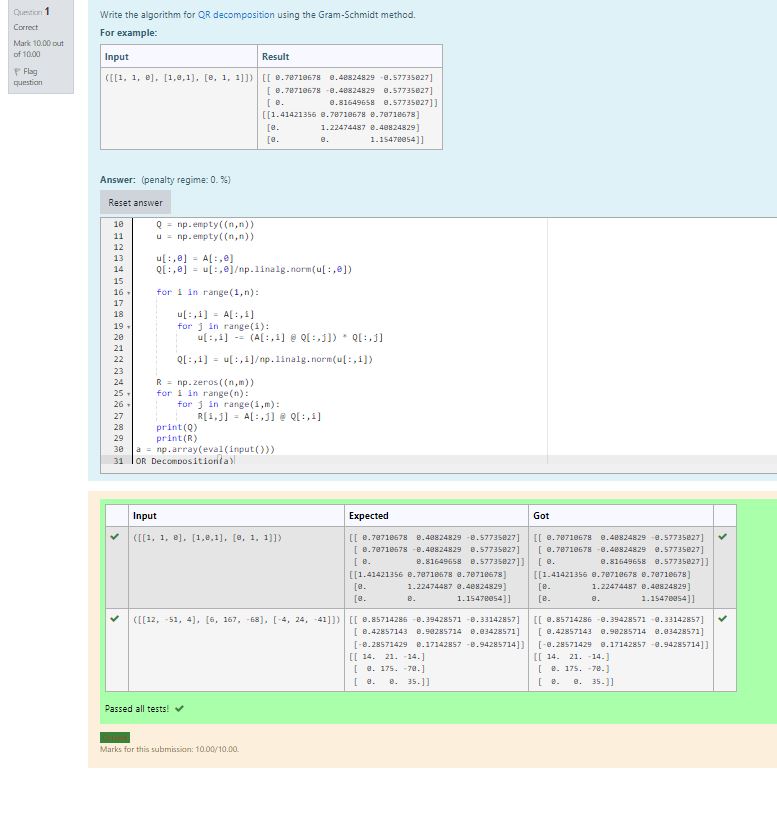 Question 1
Correct
Mark 10.00 out
of 10.00
Flag
question
Write the algorithm for QR decomposition using the Gram-Schmidt method.
For example:
Input Result
([[1, 1, 0], [1,0,1], [0, 1, 1]]) [[ 0.70710678 0.40824829 -0.57735027]
[ 0.70710678 -0.40824829 0.57735027]
[ 0. 0.81649658 0.57735027]]
[[1.41421356 0.70710678 0.70710678]
[0. 1.22474487 0.40824829]
[0. 0. 1.15470054]]
Answer: (penalty regime: 0. %)
Reset answer
10 Q = np.empty((n,n))
11 u = np.empty((n,n))
12
13 u[:,0] = A[:,0]
14 Q[:,0] = u[:,0]/np.linalg.norm(u[:,0])
15
16 for i in range(1,n):
17
18 u[:,i] = A[:,i]
19 for j in range(i):
20 u[:,i] -= (A[:,i] @ Q[:,j]) * Q[:,j]
21
22 Q[:,i] = u[:,i]/np.linalg.norm(u[:,i])
23
24 R = np.zeros((n,m))
25 for i in range(n):
26 for j in range(i,m):
27 R[i,j] = A[:,j] @ Q[:,i]
28 print(Q)
29 print(R)
30 a = np.array(eval(input()))
31 QR Decomposition(a)
Input Expected Got
([[1, 1, 0], [1,0,1], [0, 1, 1]]) [[ 0.70710678 0.40824829 -0.57735027] [[ 0.70710678 0.40824829 -0.57735027]
[ 0.70710678 -0.40824829 0.57735027] [ 0.70710678 -0.40824829 0.57735027]
[ 0. 0.81649658 0.57735027]] [ 0. 0.81649658 0.57735027]]
[[1.41421356 0.70710678 0.70710678] [[1.41421356 0.70710678 0.70710678]
[0. 1.22474487 0.40824829] [0. 1.22474487 0.40824829]
[0. 0. 1.15470054]] [0. 0. 1.15470054]]
([[12, -51, 4], [6, 167, -68], [-4, 24, -41]]) [[ 0.85714286 -0.39428571 -0.33142857] [[ 0.85714286 -0.39428571 -0.33142857]
[ 0.42857143 0.90285714 0.03428571] [ 0.42857143 0.90285714 0.03428571]
[-0.28571429 0.17142857 -0.94285714]] [-0.28571429 0.17142857 -0.94285714]]
[[ 14. 21. -14.] [[ 14. 21. -14.]
[ 0. 175. -70.] [ 0. 175. -70.]
[ 0. 0. 35.]] [ 0. 0. 35.]]
Passed all tests!
Marks for this submission: 10.00/10.00.